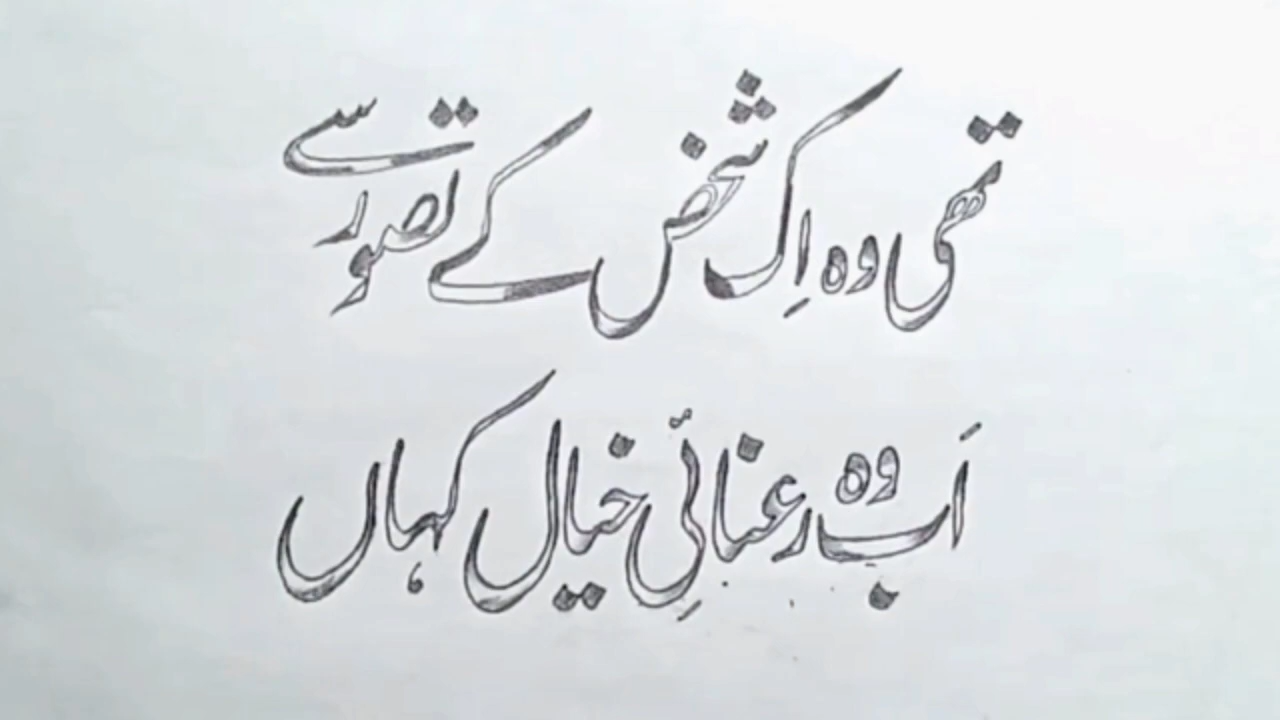 تھی وہ اِک شخص کے تصور سے
اَب وہ رعنائیِ خیال کہاں